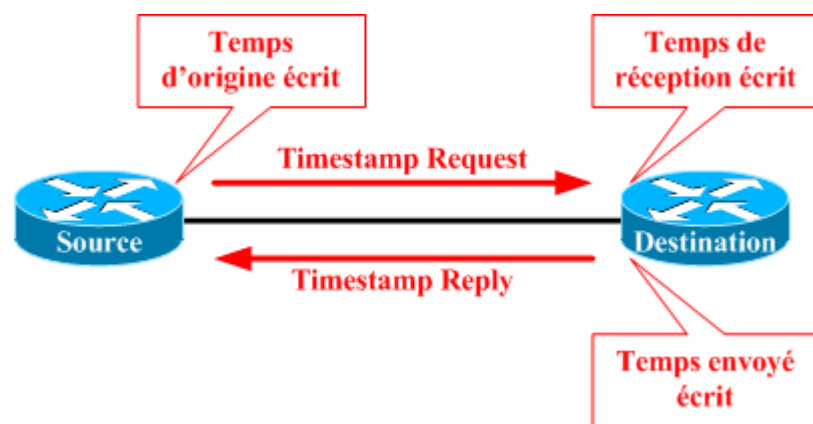 Temps
d'origine écrit
Temps de
réception écrit
Timestamp Request
Source
Destination
Timestamp Reply
Temps envoyé
écrit